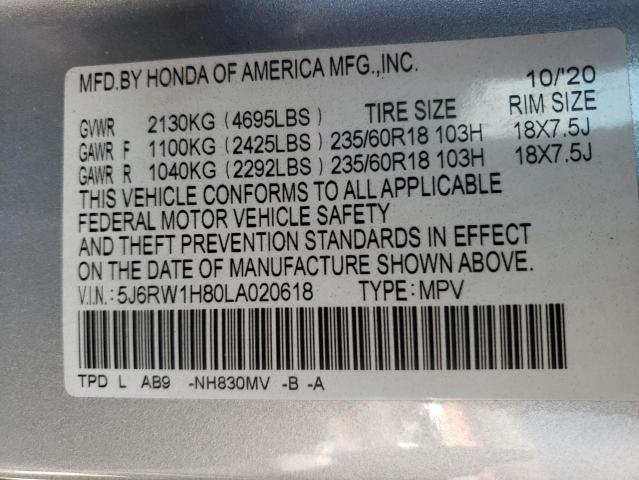 MFD.BY HONDA OF AMERICA MFG.,INC. 10/'20
TIRE SIZE RIM SIZE
GVWR 2130KG (4695LBS)
GAWR F 1100KG (2425LBS) 235/60R18 103H 18X7.5J
GAWR R 1040KG (2292LBS) 235/60R18 103H 18X7.5J
THIS VEHICLE CONFORMS TO ALL APPLICABLE
FEDERAL MOTOR VEHICLE SAFETY
AND THEFT PREVENTION STANDARDS IN EFFECT
ON THE DATE OF MANUFACTURE SHOWN ABOVE.
V.I.N.: 5J6RW1H80LA020618 TYPE: MPV
TPD L AB9 -NH830MV -B -A